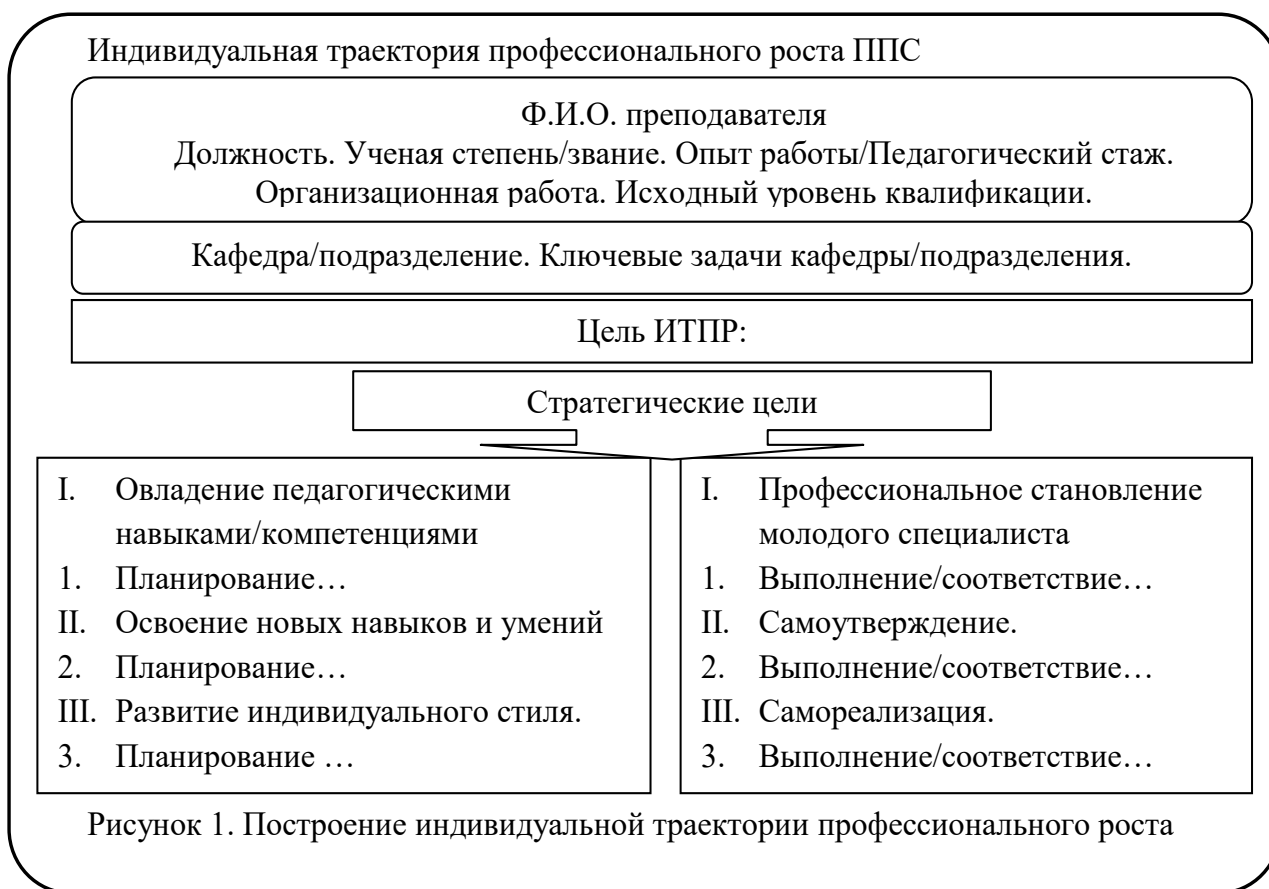 Индивидуальная траектория профессионального роста ППС
Ф.И.О. преподавателя
Должность. Ученая степень/звание. Опыт работы/Педагогический стаж.
Организационная работа. Исходный уровень квалификации.
Кафедра/подразделение. Ключевые задачи кафедры/подразделения.
Цель ИТПР:
Стратегические цели
I. Овладение педагогическими
навыками/компетенциями
1. Планирование…
II. Освоение новых навыков и умений
2. Планирование…
III. Развитие индивидуального стиля.
3. Планирование …
I. Профессиональное становление
молодого специалиста
1. Выполнение/соответствие…
II. Самоутверждение.
2. Выполнение/соответствие…
III. Самореализация.
3. Выполнение/соответствие…
Рисунок 1. Построение индивидуальной траектории профессионального роста